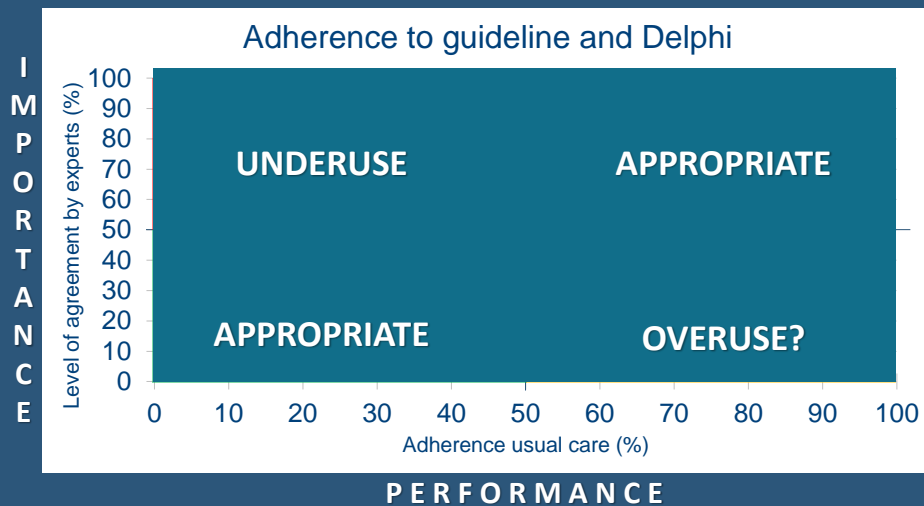 Adherence to guideline and Delphi
IMPORTANCE
Level of agreement by experts (%)
100
90
80
70
60
50
40
30
20
10
0
UNDERUSE
APPROPRIATE
APPROPRIATE
OVERUSE?
0 10 20 30 40 50 60 70 80 90 100
Adherence usual care (%)
PERFORMANCE